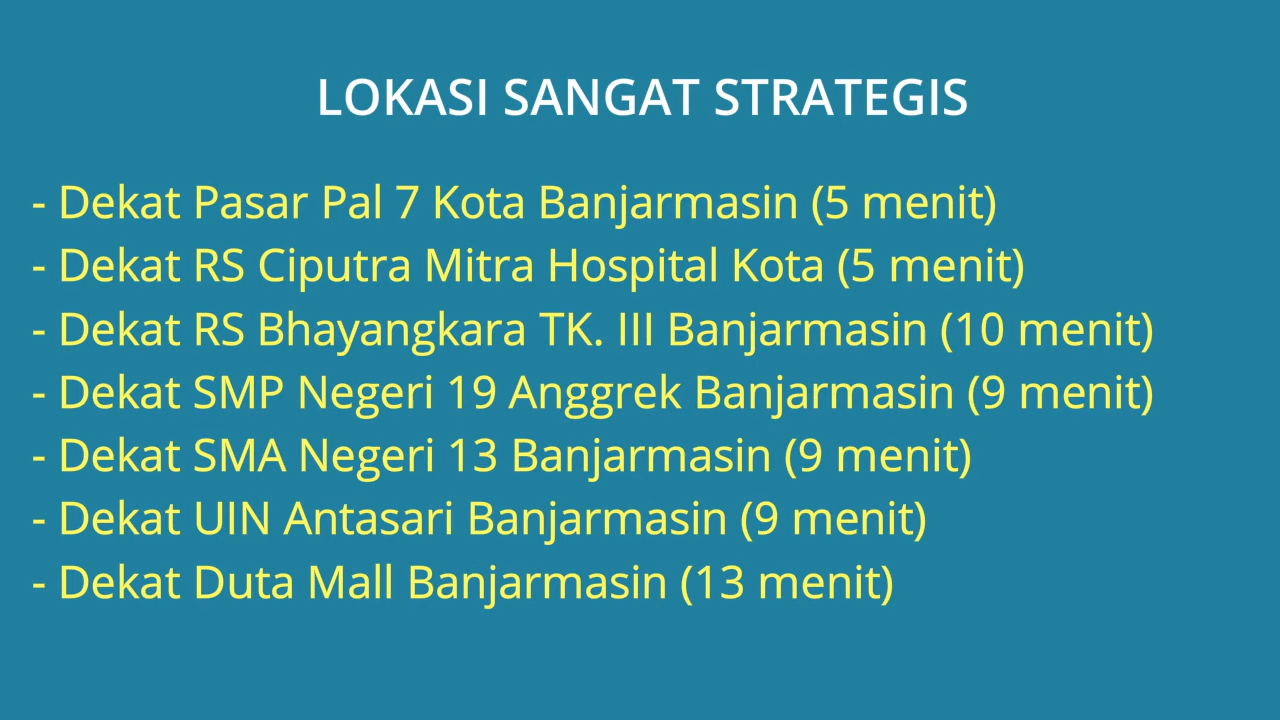 LOKASI SANGAT STRATEGIS
- Dekat Pasar Pal 7 Kota Banjarmasin (5 menit)
- Dekat RS Ciputra Mitra Hospital Kota (5 menit)
- Dekat RS Bhayangkara TK. III Banjarmasin (10 menit)
- Dekat SMP Negeri 19 Anggrek Banjarmasin (9 menit)
- Dekat SMA Negeri 13 Banjarmasin (9 menit)
- Dekat UIN Antasari Banjarmasin (9 menit)
- Dekat Duta Mall Banjarmasin (13 menit)